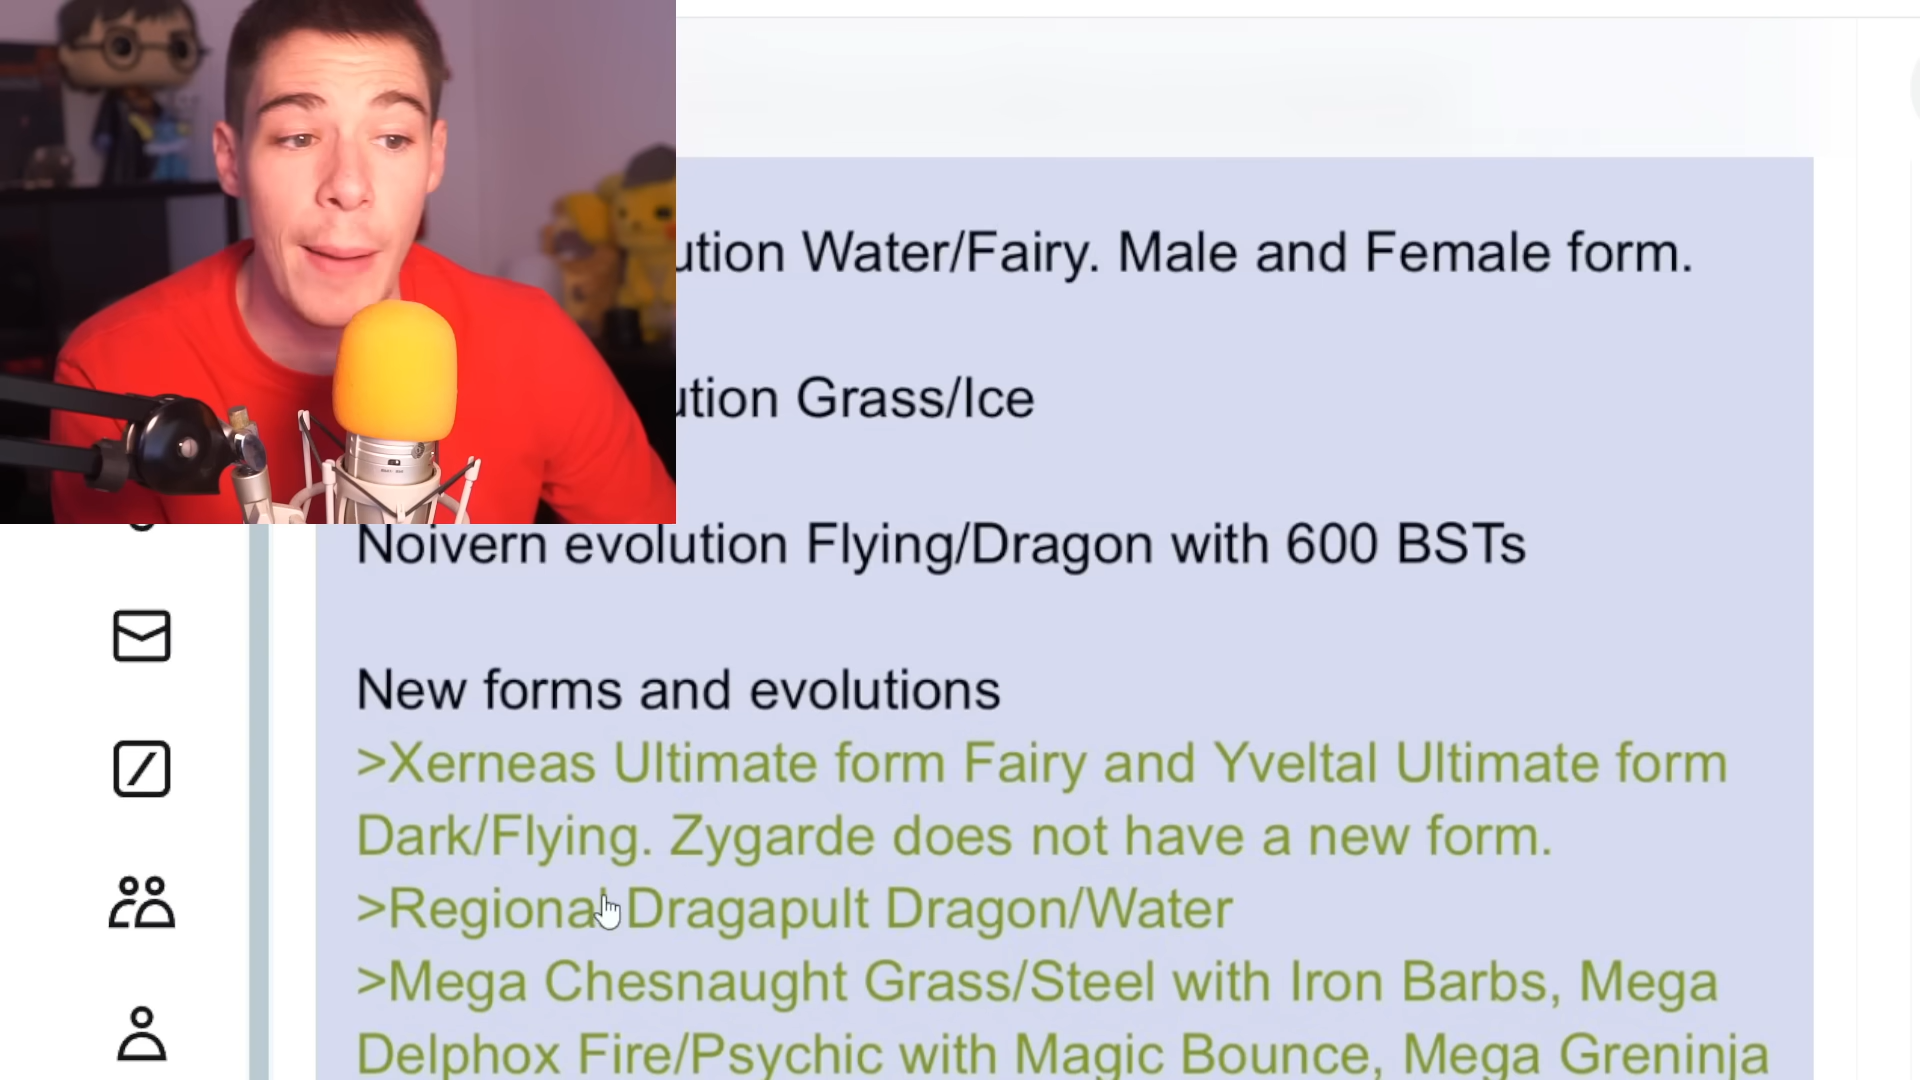 ution Water/Fairy. Male and Female form.
ution Grass/Ice
Noivern evolution Flying/Dragon with 600 BSTs
New forms and evolutions
>Xerneas Ultimate form Fairy and Yveltal Ultimate form
Dark/Flying. Zygarde does not have a new form.
>Regional Dragapult Dragon/Water
>Mega Chesnaught Grass/Steel with Iron Barbs, Mega
Delphox Fire/Psychic with Magic Bounce, Mega Greninja